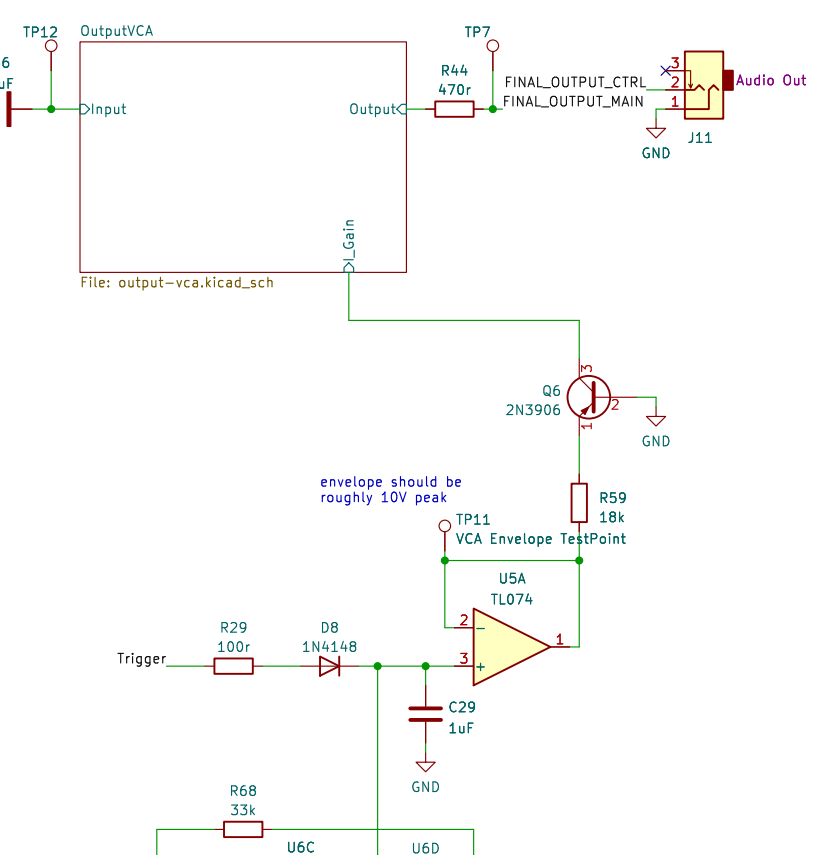 TP12
OutputVCA
TP7
6
uF
R44
470r
FINAL_OUTPUT_CTRL
FINAL_OUTPUT_MAIN
3
2
1
Audio Out
J11
GND
Input
Output
I_Gain
File: output-vca.kicad_sch
3
Q6
2N3906
2
1
GND
envelope should be
roughly 10V peak
R59
18k
TP11
VCA Envelope TestPoint
U5A
TL074
2
−
1
3
+
Trigger
R29
100r
D8
1N4148
C29
1uF
GND
R68
33k
U6C
U6D